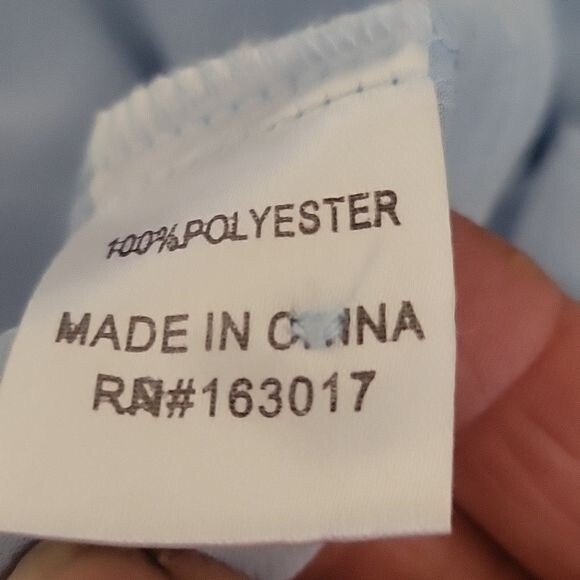 100%POLYESTER
MADE IN CHINA
RN#163017